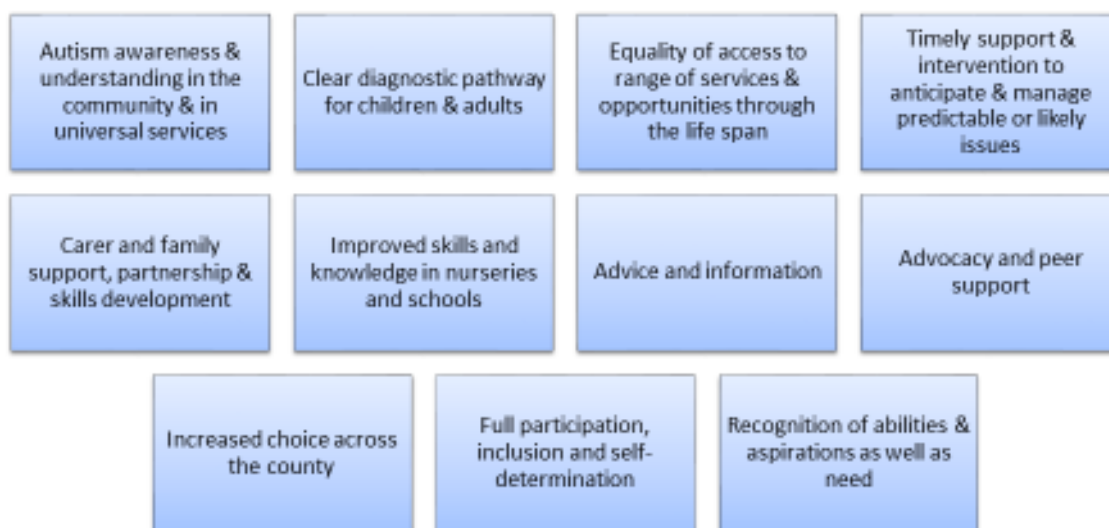 Autism awareness &
understanding in the
community & in
universal services
Clear diagnostic pathway
for children & adults
Equality of access to
range of services &
opportunities through
the life span
Timely support &
intervention to
anticipate & manage
predictable or likely
issues
Carer and family
support, partnership &
skills development
Improved skills and
knowledge in nurseries
and schools
Advice and information
Advocacy and peer
support
Increased choice across
the county
Full participation,
inclusion and self-
determination
Recognition of abilities &
aspirations as well as
need